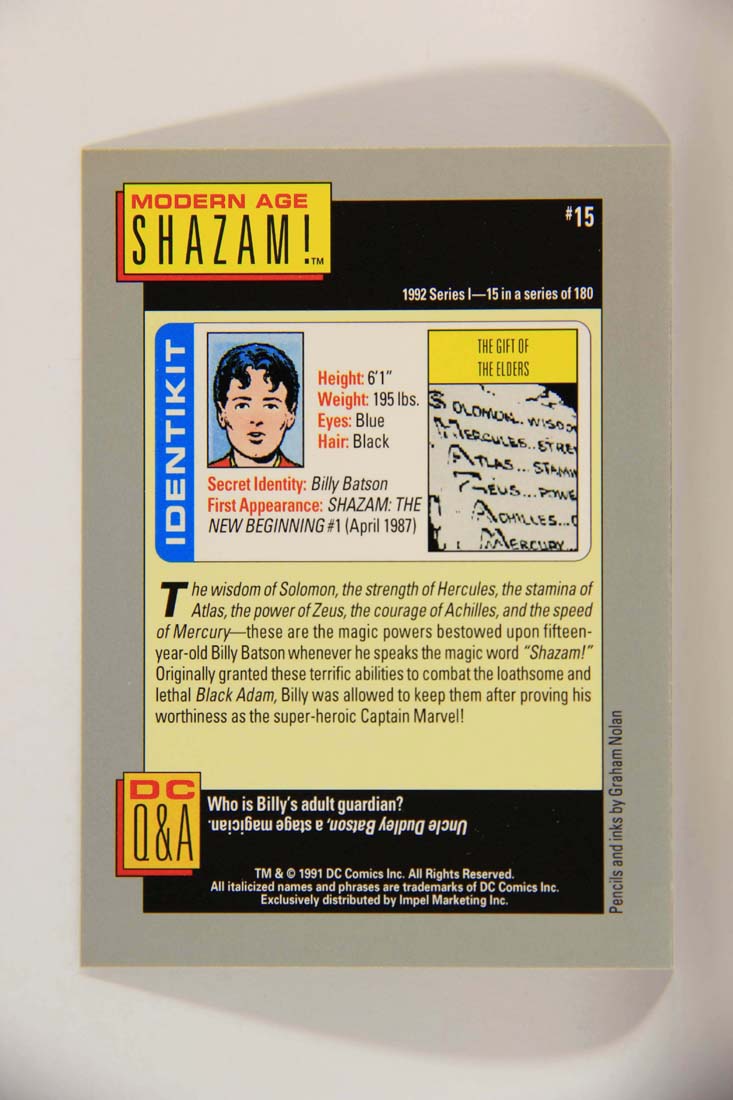 MODERN AGE
SHAZAM!™
#15
1992 Series I—15 in a series of 180
IDENTIKIT
Height: 6'1"
Weight: 195 lbs.
Eyes: Blue
Hair: Black
Secret Identity: Billy Batson
First Appearance: SHAZAM: THE
NEW BEGINNING #1 (April 1987)
THE GIFT OF
THE ELDERS
SOLOMON... WISDO
HERCULES... STRE
ATLAS... STAM
ZEUS... POWE
ACHILLES...C
MERCURY...
The wisdom of Solomon, the strength of Hercules, the stamina of
Atlas, the power of Zeus, the courage of Achilles, and the speed
of Mercury—these are the magic powers bestowed upon fifteen-
year-old Billy Batson whenever he speaks the magic word "Shazam!"
Originally granted these terrific abilities to combat the loathsome and
lethal Black Adam, Billy was allowed to keep them after proving his
worthiness as the super-heroic Captain Marvel!
DC
Q&A
Who is Billy's adult guardian?
Uncle Dudley Batson, a stage magician.
TM & © 1991 DC Comics Inc. All Rights Reserved.
All italicized names and phrases are trademarks of DC Comics Inc.
Exclusively distributed by Impel Marketing Inc.
Pencils and inks by Graham Nolan